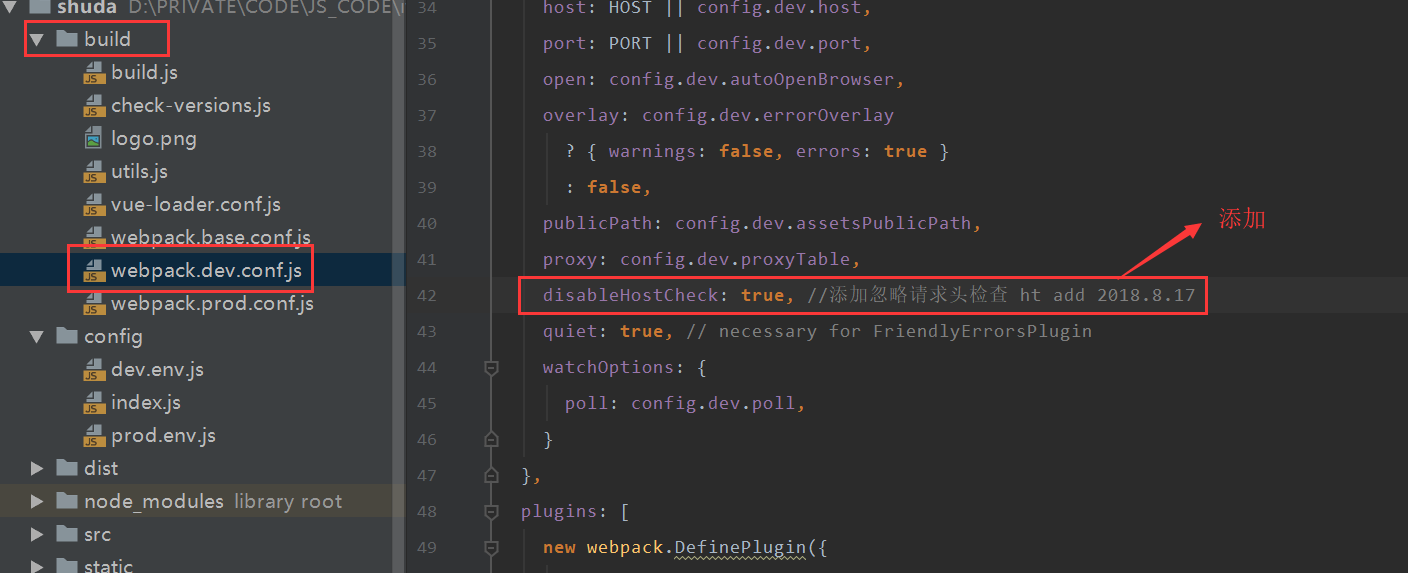 shuda D:\PRIVATE\CODE\JS_CODE\
build
build.js
check-versions.js
logo.png
utils.js
vue-loader.conf.js
webpack.base.conf.js
webpack.dev.conf.js
webpack.prod.conf.js
config
dev.env.js
index.js
prod.env.js
dist
node_modules library root
src
static
34 host: HOST || config.dev.host,
35 port: PORT || config.dev.port,
36 open: config.dev.autoOpenBrowser,
37 overlay: config.dev.errorOverlay
38 ? { warnings: false, errors: true }
39 : false,
40 publicPath: config.dev.assetsPublicPath,
41 proxy: config.dev.proxyTable,
42 disableHostCheck: true, //添加忽略请求头检查 ht add 2018.8.17
43 quiet: true, // necessary for FriendlyErrorsPlugin
44 watchOptions: {
45 poll: config.dev.poll,
46 }
47 },
48 plugins: [
49 new webpack.DefinePlugin({
添加